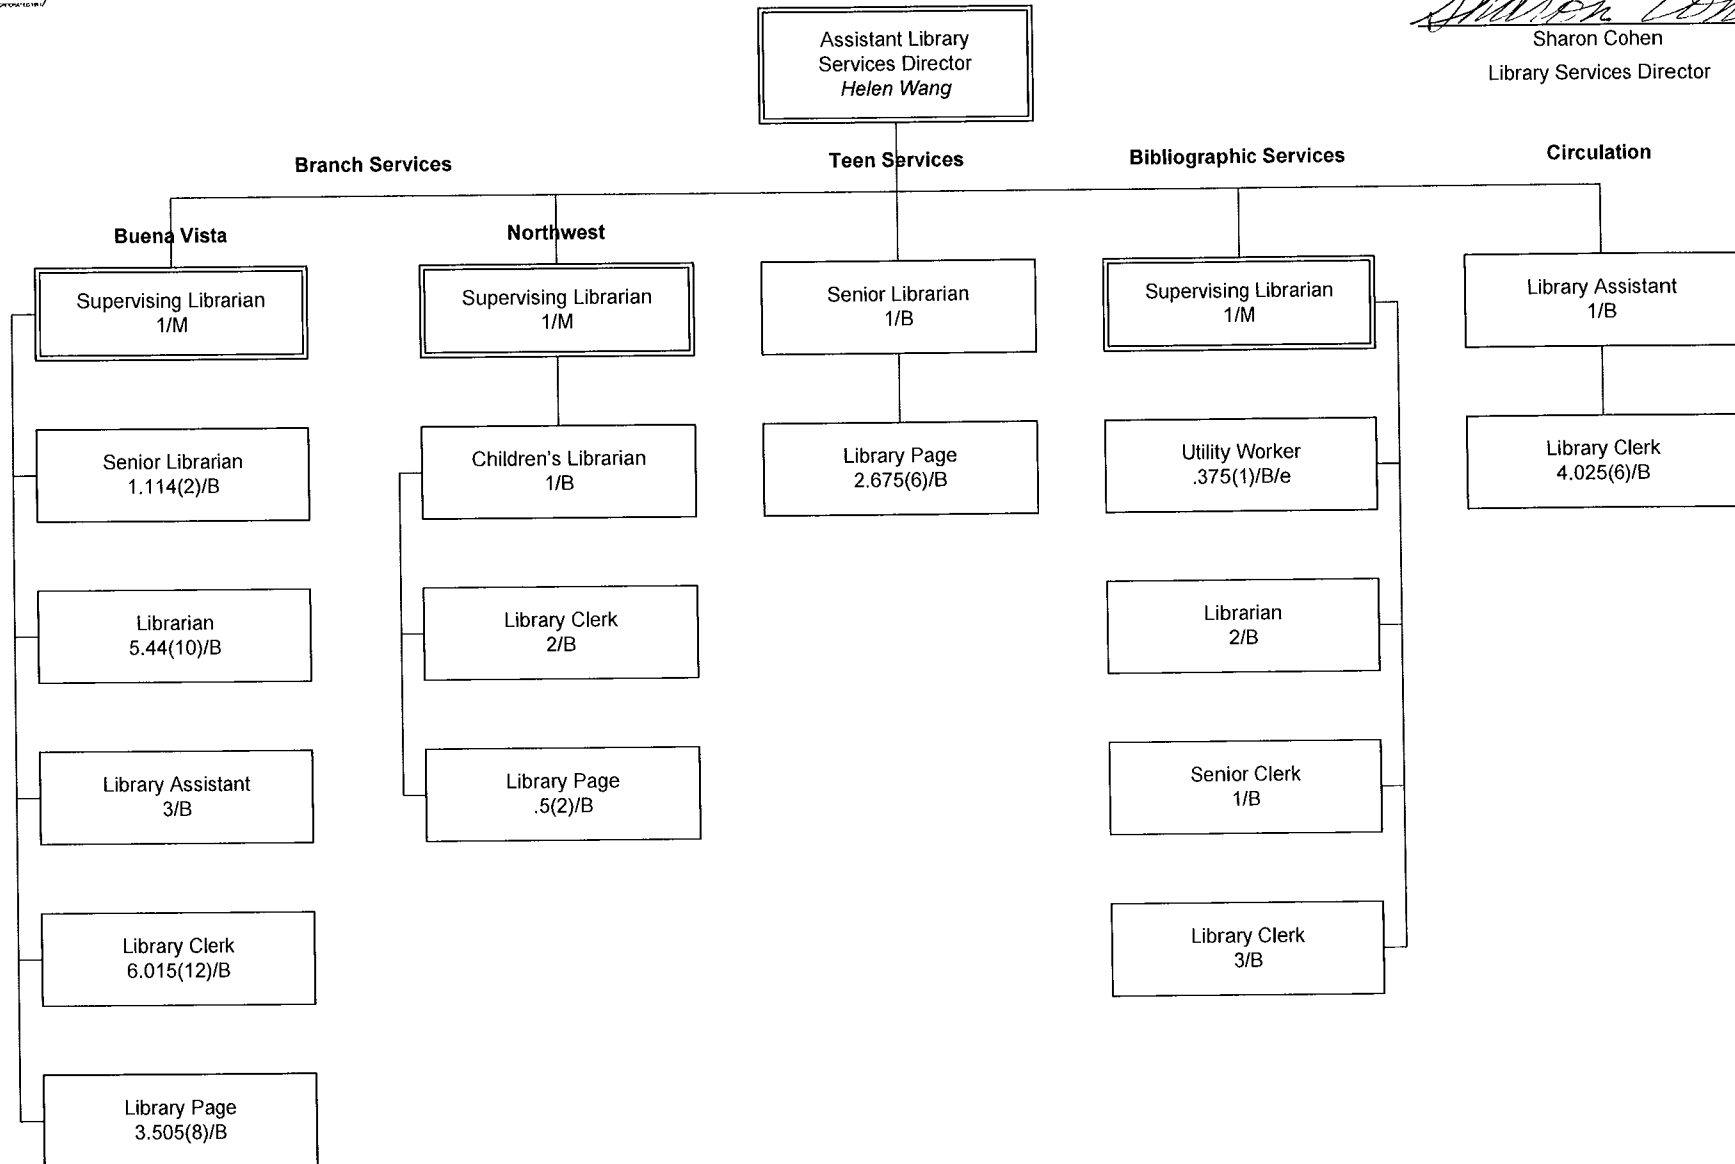 Sharon Cohen
Library Services Director
Assistant Library
Services Director
Helen Wang
Branch Services
Teen Services
Bibliographic Services
Circulation
Buena Vista
Northwest
Supervising Librarian
1/M
Supervising Librarian
1/M
Senior Librarian
1/B
Supervising Librarian
1/M
Library Assistant
1/B
Senior Librarian
1.114(2)/B
Children's Librarian
1/B
Library Page
2.675(6)/B
Utility Worker
.375(1)/B/e
Library Clerk
4.025(6)/B
Librarian
5.44(10)/B
Library Clerk
2/B
Librarian
2/B
Library Assistant
3/B
Library Page
.5(2)/B
Senior Clerk
1/B
Library Clerk
6.015(12)/B
Library Clerk
3/B
Library Page
3.505(8)/B